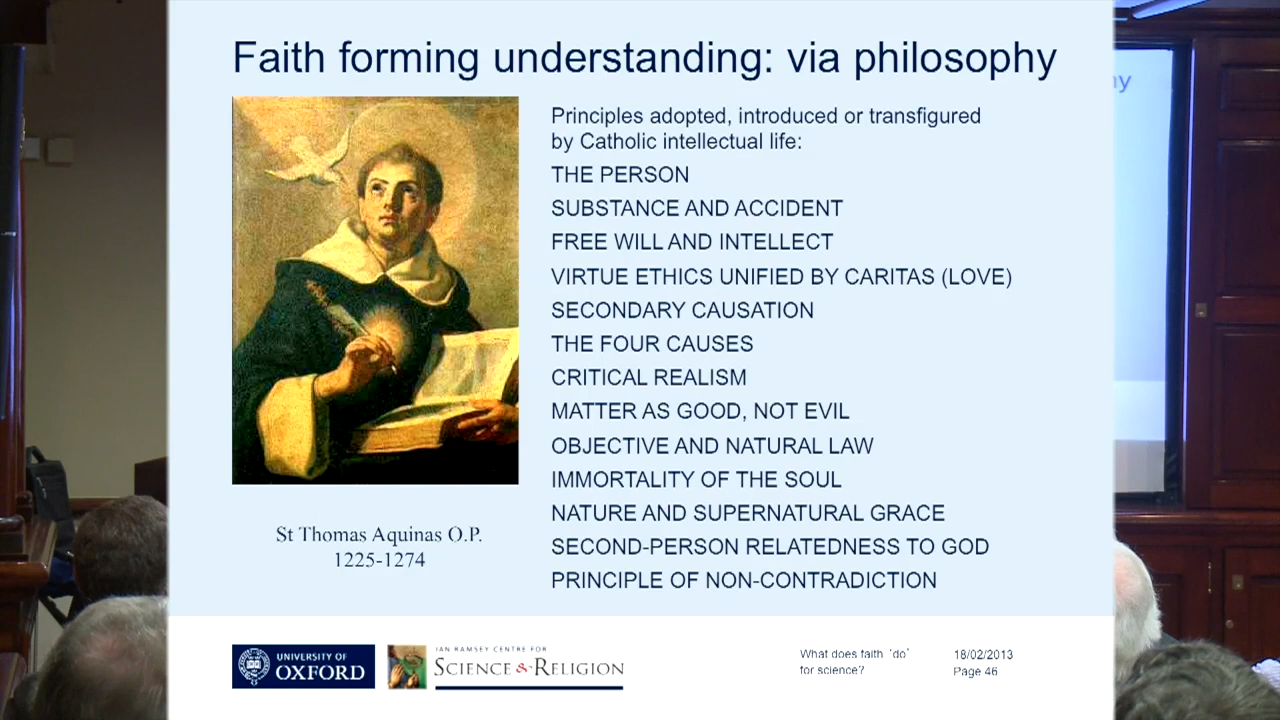 Faith forming understanding: via philosophy
Principles adopted, introduced or transfigured
by Catholic intellectual life:
THE PERSON
SUBSTANCE AND ACCIDENT
FREE WILL AND INTELLECT
VIRTUE ETHICS UNIFIED BY CARITAS (LOVE)
SECONDARY CAUSATION
THE FOUR CAUSES
CRITICAL REALISM
MATTER AS GOOD, NOT EVIL
OBJECTIVE AND NATURAL LAW
IMMORTALITY OF THE SOUL
NATURE AND SUPERNATURAL GRACE
SECOND-PERSON RELATEDNESS TO GOD
PRINCIPLE OF NON-CONTRADICTION
St Thomas Aquinas O.P.
1225-1274
UNIVERSITY OF
OXFORD
IAN RAMSEY CENTRE FOR
SCIENCE & RELIGION
What does faith 'do'
for science?
18/02/2013
Page 46
hy